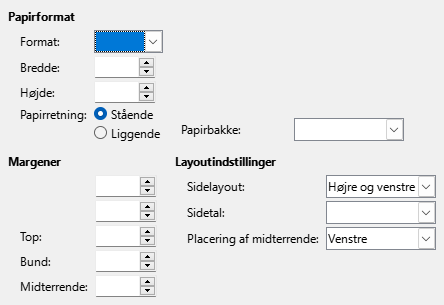 Papirformat
Format:
Bredde:
Højde:
Papirretning: Stående
Liggende
Papirbakke:
Margener
Layoutindstillinger
Sidelayout: Højre og venstre
Sidetal:
Top:
Placering af midterrende: Venstre
Bund:
Midterrende: